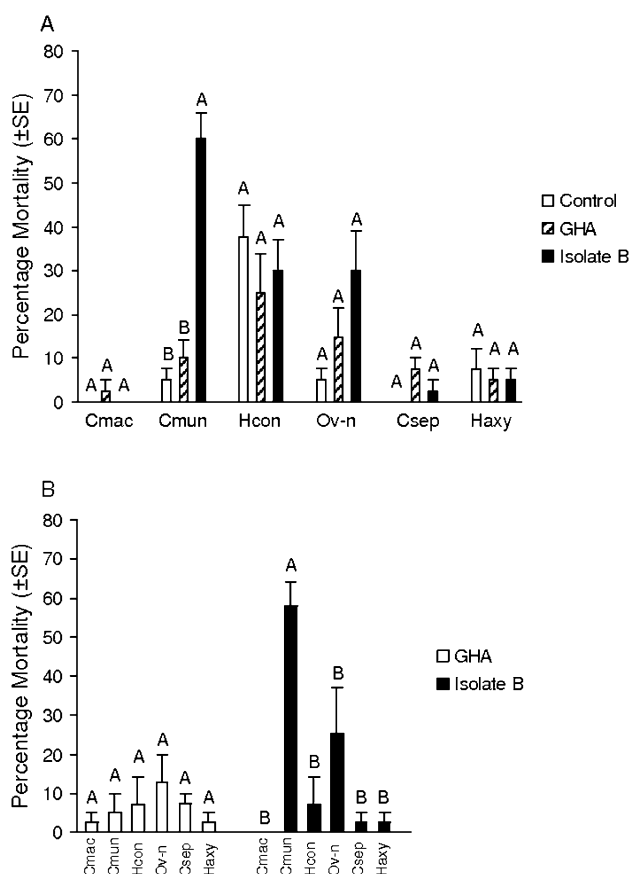 A
Percentage Mortality (±SE)
80
70
60
50
40
30
20
10
0
A A A
B B A
A A A
A A A
A A A
A A A
Cmac Cmun Hcon Ov-n Csep Haxy
Control
GHA
Isolate B
B
Percentage Mortality (±SE)
80
70
60
50
40
30
20
10
0
A A A A A A
B A B B B B
Cmac Cmun Hcon Ov-n Csep Haxy
Cmac Cmun Hcon Ov-n Csep Haxy
GHA
Isolate B